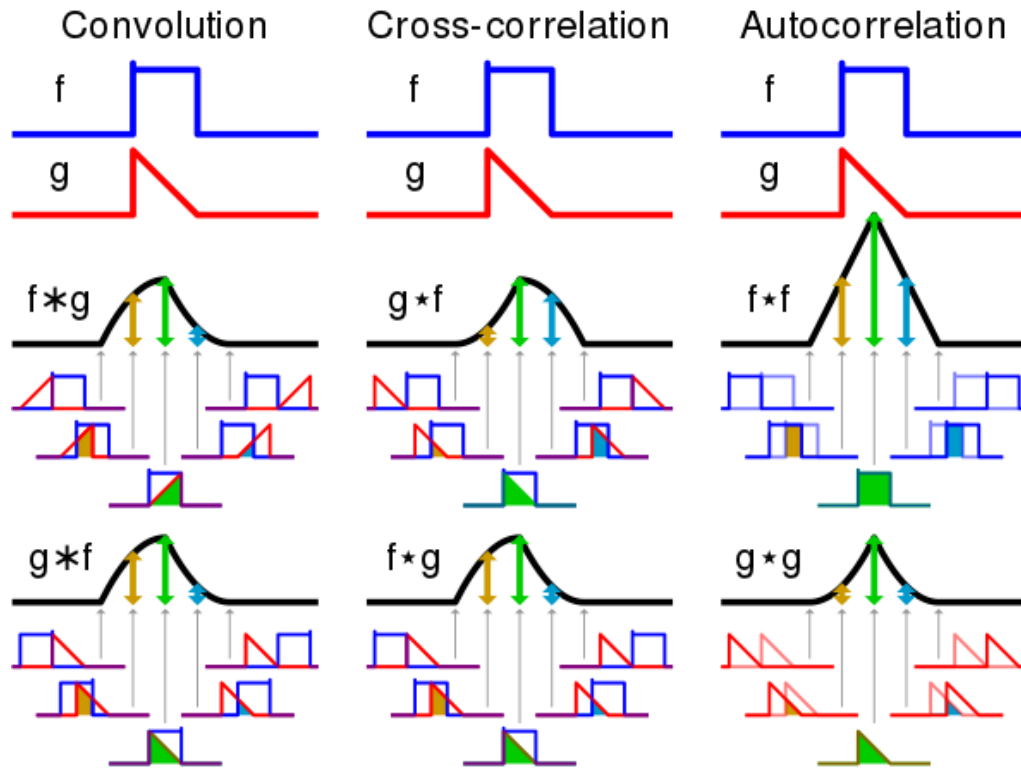 Convolution Cross-correlation Autocorrelation
f f f
g g g
f∗g g⋆f f⋆f
g∗f f⋆g g⋆g